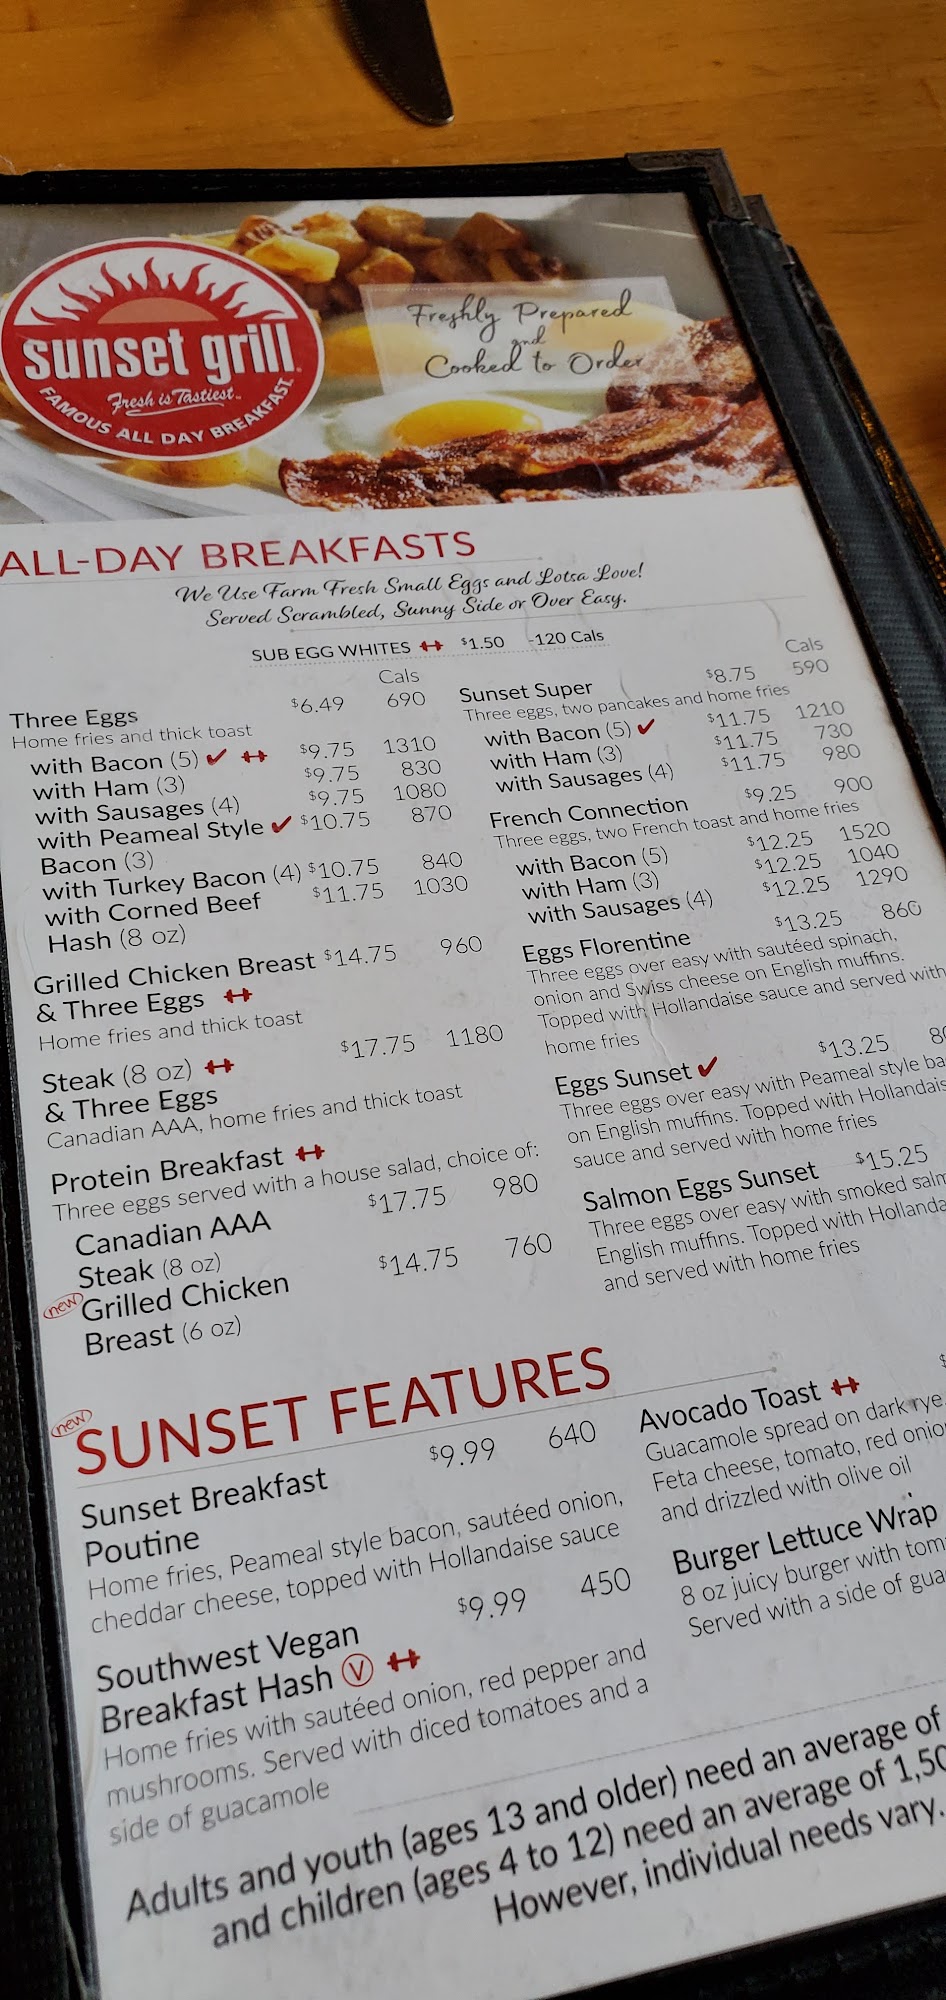 sunset grill
Fresh is Tastiest
FAMOUS ALL DAY BREAKFAST
Freshly Prepared
and
Cooked to Order
ALL-DAY BREAKFASTS
We Use Farm Fresh Small Eggs and Lotsa Love!
Served Scrambled, Sunny Side or Over Easy.
SUB EGG WHITES $1.50 -120 Cals
Cals
Three Eggs $6.49 690
Home fries and thick toast
with Bacon (5) $9.75 1310
with Ham (3) $9.75 830
with Sausages (4) $9.75 1080
with Peameal Style $10.75 870
Bacon (3)
with Turkey Bacon (4) $10.75 840
with Corned Beef $11.75 1030
Hash (8 oz)
Grilled Chicken Breast $14.75 960
& Three Eggs
Home fries and thick toast
Steak (8 oz) $17.75 1180
& Three Eggs
Canadian AAA, home fries and thick toast
Protein Breakfast
Three eggs served with a house salad, choice of:
Canadian AAA $17.75 980
Steak (8 oz)
new Grilled Chicken $14.75 760
Breast (6 oz)
Cals
Sunset Super $8.75 590
Three eggs, two pancakes and home fries
with Bacon (5) $11.75 1210
with Ham (3) $11.75 730
with Sausages (4) $11.75 980
French Connection $9.25 900
Three eggs, two French toast and home fries
with Bacon (5) $12.25 1520
with Ham (3) $12.25 1040
with Sausages (4) $12.25 1290
Eggs Florentine $13.25 860
Three eggs over easy with sautéed spinach,
onion and Swiss cheese on English muffins.
Topped with Hollandaise sauce and served with
home fries
Eggs Sunset $13.25
Three eggs over easy with Peameal style ba
on English muffins. Topped with Hollandais
sauce and served with home fries
Salmon Eggs Sunset $15.25
Three eggs over easy with smoked salm
English muffins. Topped with Hollanda
and served with home fries
new
SUNSET FEATURES
Sunset Breakfast $9.99 640
Poutine
Home fries, Peameal style bacon, sautéed onion,
cheddar cheese, topped with Hollandaise sauce
Southwest Vegan $9.99 450
Breakfast Hash V
Home fries with sautéed onion, red pepper and
mushrooms. Served with diced tomatoes and a
side of guacamole
Avocado Toast $
Guacamole spread on dark rye,
Feta cheese, tomato, red onio
and drizzled with olive oil
Burger Lettuce Wrap
8 oz juicy burger with tom
Served with a side of gua
Adults and youth (ages 13 and older) need an average of
and children (ages 4 to 12) need an average of 1,50
However, individual needs vary.